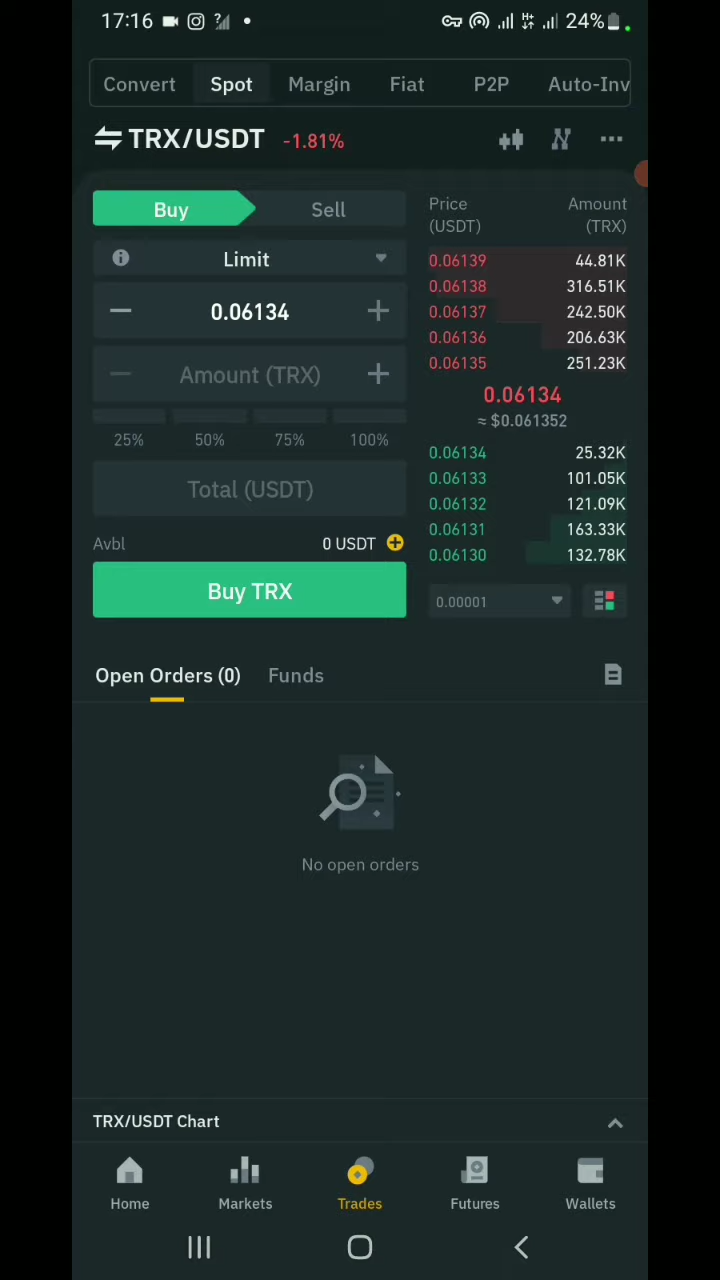 17:16 24%
Convert Spot Margin Fiat P2P Auto-Inv
TRX/USDT -1.81%
Buy Sell
Limit
0.06134
Amount (TRX)
25% 50% 75% 100%
Total (USDT)
Avbl 0 USDT
Buy TRX
Price Amount
(USDT) (TRX)
0.06139 44.81K
0.06138 316.51K
0.06137 242.50K
0.06136 206.63K
0.06135 251.23K
0.06134
≈ $0.061352
0.06134 25.32K
0.06133 101.05K
0.06132 121.09K
0.06131 163.33K
0.06130 132.78K
0.00001
Open Orders (0) Funds
No open orders
TRX/USDT Chart
Home Markets Trades Futures Wallets